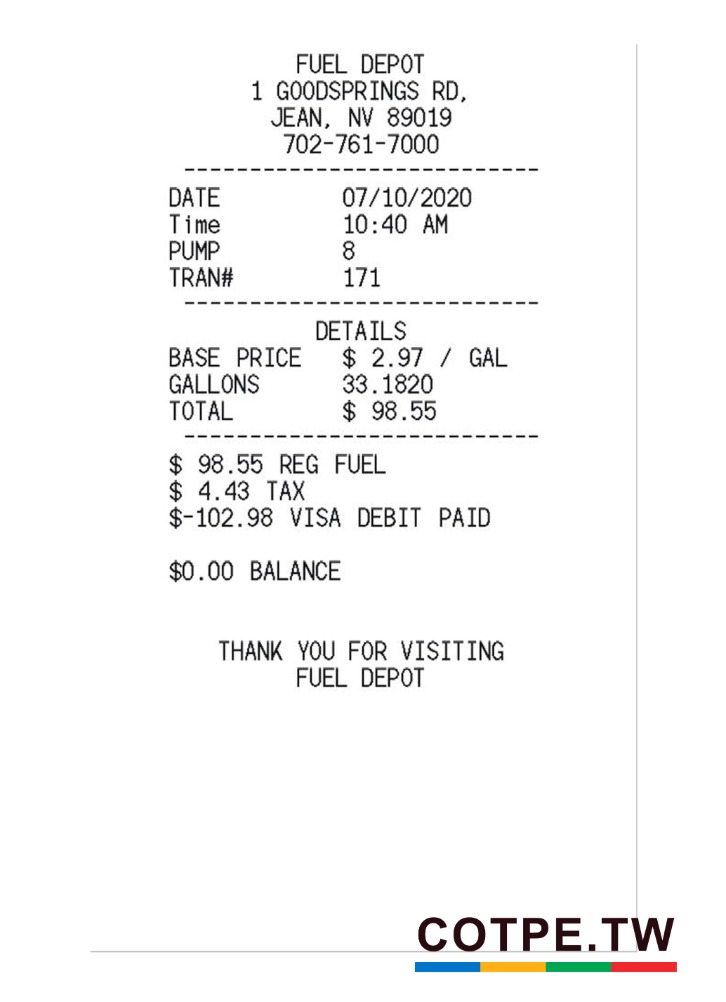 FUEL DEPOT
1 GOODSPRINGS RD,
JEAN, NV 89019
702-761-7000
---------------------------
DATE 07/10/2020
Time 10:40 AM
PUMP 8
TRAN# 171
---------------------------
DETAILS
BASE PRICE $ 2.97 / GAL
GALLONS 33.1820
TOTAL $ 98.55
---------------------------
$ 98.55 REG FUEL
$ 4.43 TAX
$-102.98 VISA DEBIT PAID
$0.00 BALANCE
THANK YOU FOR VISITING
FUEL DEPOT
COTPE.TW